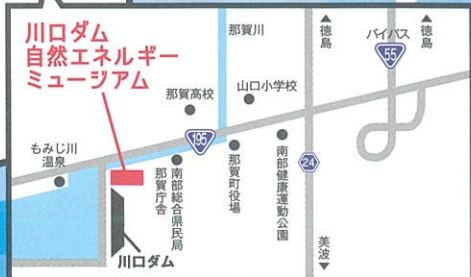 川口ダム
自然エネルギー
ミュージアム
那賀川
▲徳島
バイパス
▲徳島
55
那賀高校
山口小学校
195
もみじ川
温泉
南部総合県民局
那賀庁舎
那賀町役場
南部健康運動公園
24
川口ダム
美波▼